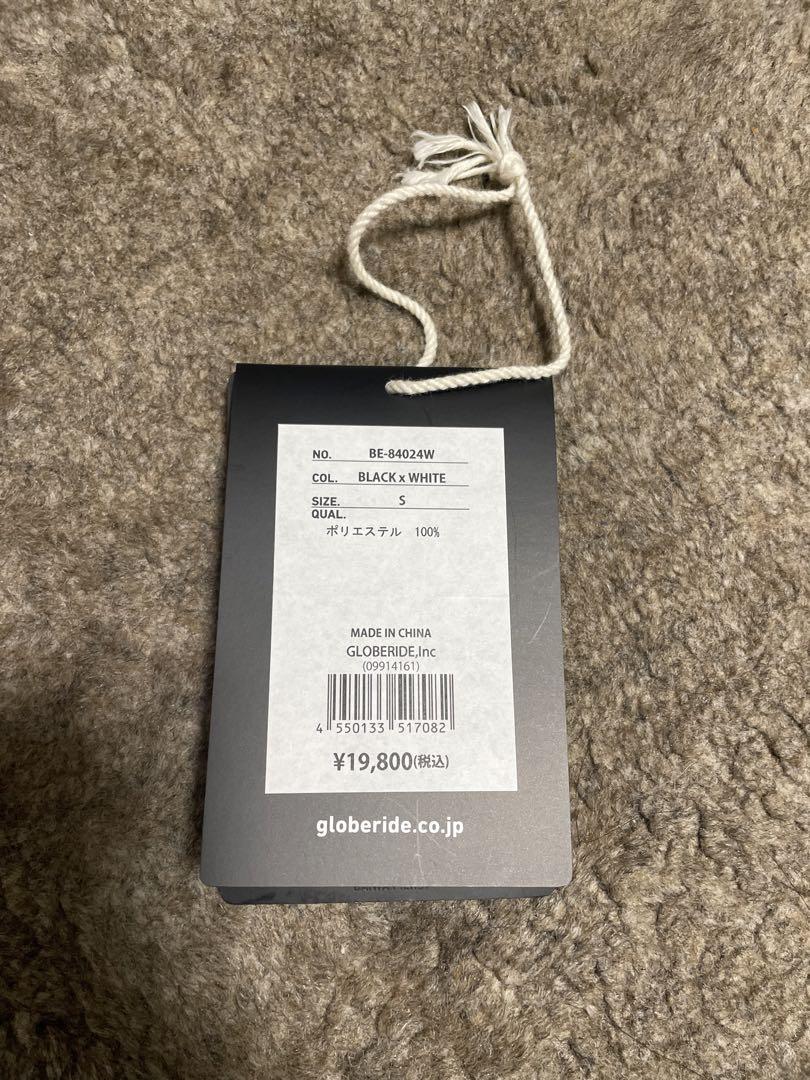 NO. BE-84024W
COL. BLACK x WHITE
SIZE. S
QUAL.
ポリエステル 100%
MADE IN CHINA
GLOBERIDE,Inc
(09914161)
4 550133 517082
¥19,800(税込)
globeride.co.jp